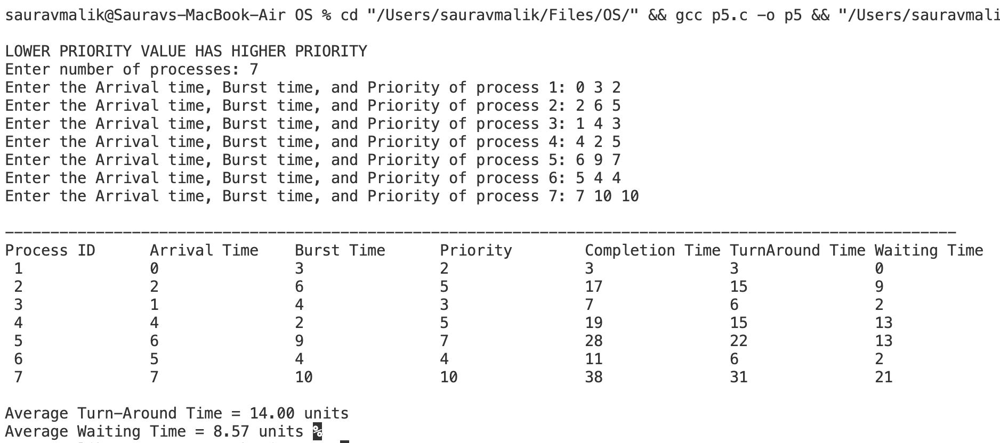 sauravmalik@Sauravs-MacBook-Air OS % cd "/Users/sauravmalik/Files/OS/" && gcc p5.c -o p5 && "/Users/sauravmali
LOWER PRIORITY VALUE HAS HIGHER PRIORITY
Enter number of processes: 7
Enter the Arrival time, Burst time, and Priority of process 1: 0 3 2
Enter the Arrival time, Burst time, and Priority of process 2: 2 6 5
Enter the Arrival time, Burst time, and Priority of process 3: 1 4 3
Enter the Arrival time, Burst time, and Priority of process 4: 4 2 5
Enter the Arrival time, Burst time, and Priority of process 5: 6 9 7
Enter the Arrival time, Burst time, and Priority of process 6: 5 4 4
Enter the Arrival time, Burst time, and Priority of process 7: 7 10 10
---------------------------------------------------------------------------------------------------------
Process ID Arrival Time Burst Time Priority Completion Time TurnAround Time Waiting Time
1 0 3 2 3 3 0
2 2 6 5 17 15 9
3 1 4 3 7 6 2
4 4 2 5 19 15 13
5 6 9 7 28 22 13
6 5 4 4 11 6 2
7 7 10 10 38 31 21
Average Turn-Around Time = 14.00 units
Average Waiting Time = 8.57 units %